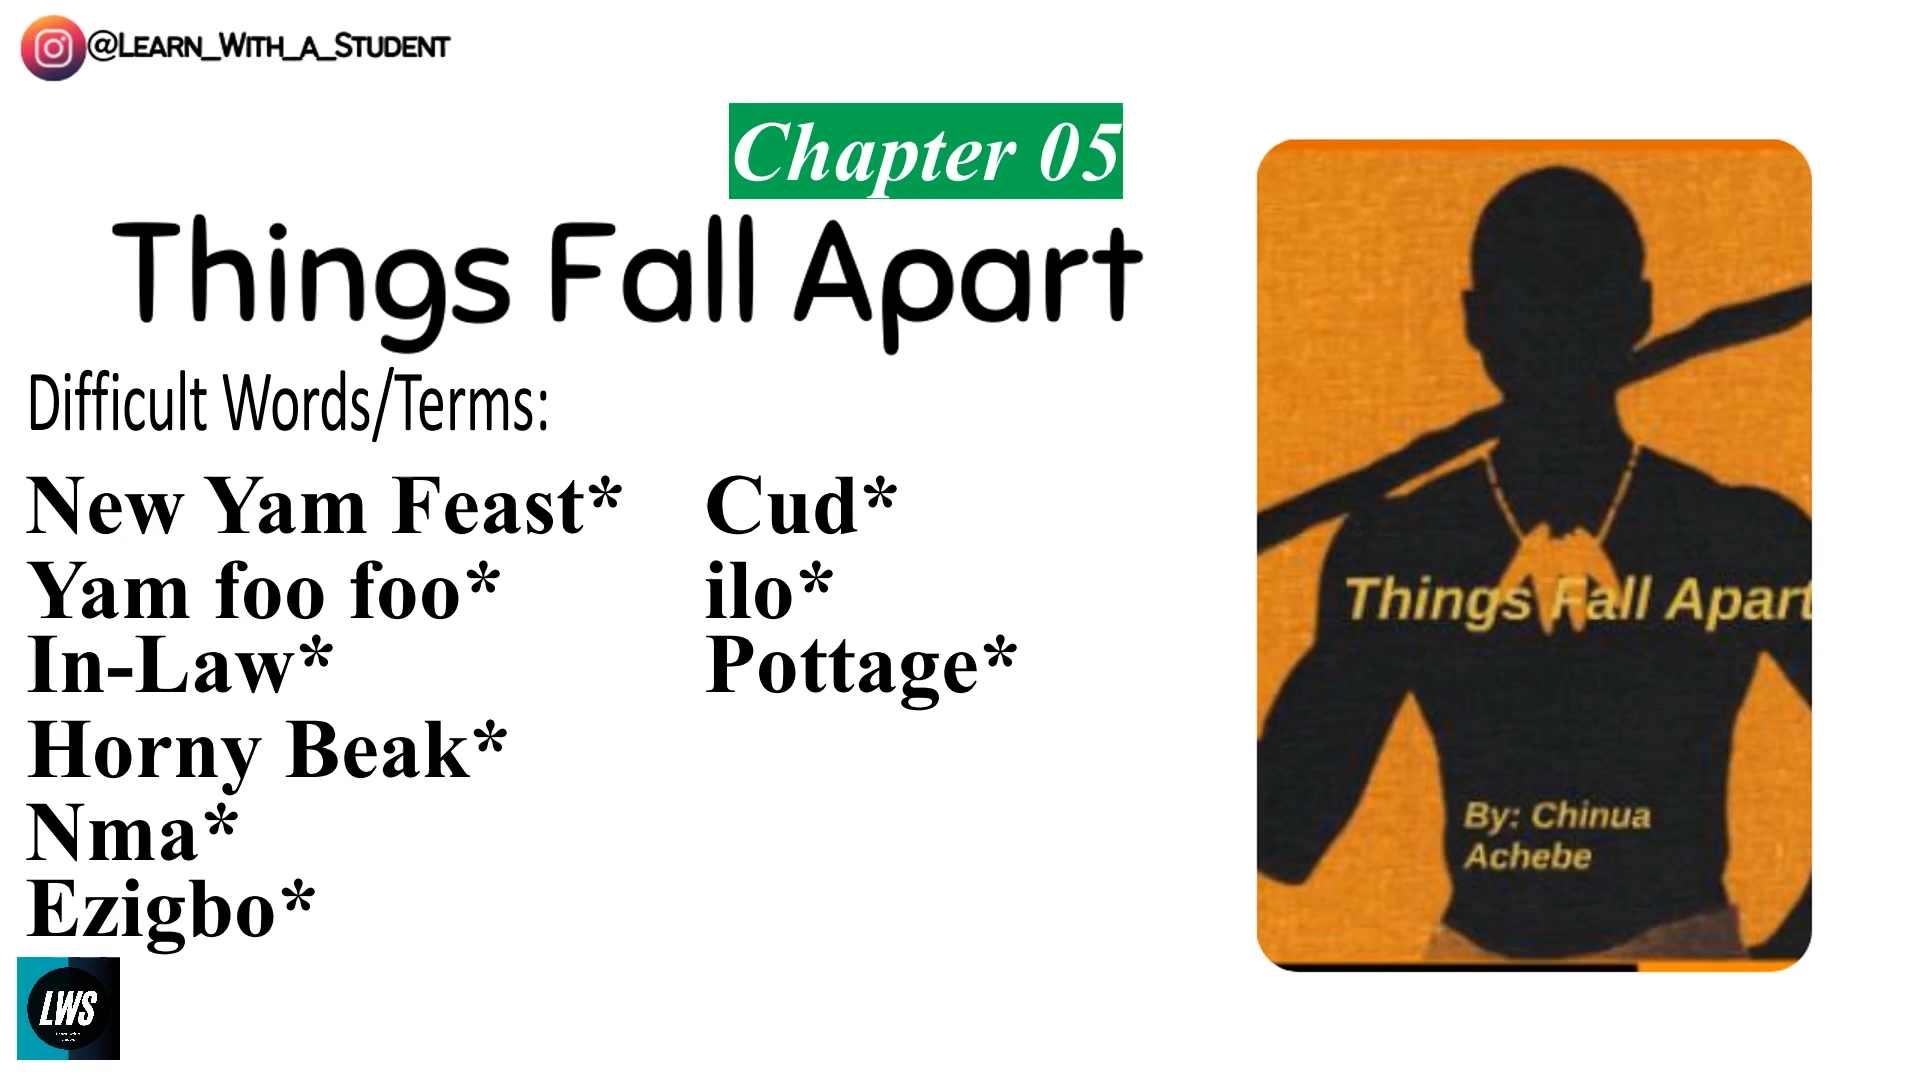 @Learn_With_a_Student
Chapter 05
Things Fall Apart
Difficult Words/Terms:
New Yam Feast*
Yam foo foo*
In-Law*
Horny Beak*
Nma*
Ezigbo*
Cud*
ilo*
Pottage*
Things Fall Apart
By: Chinua
Achebe
LWS